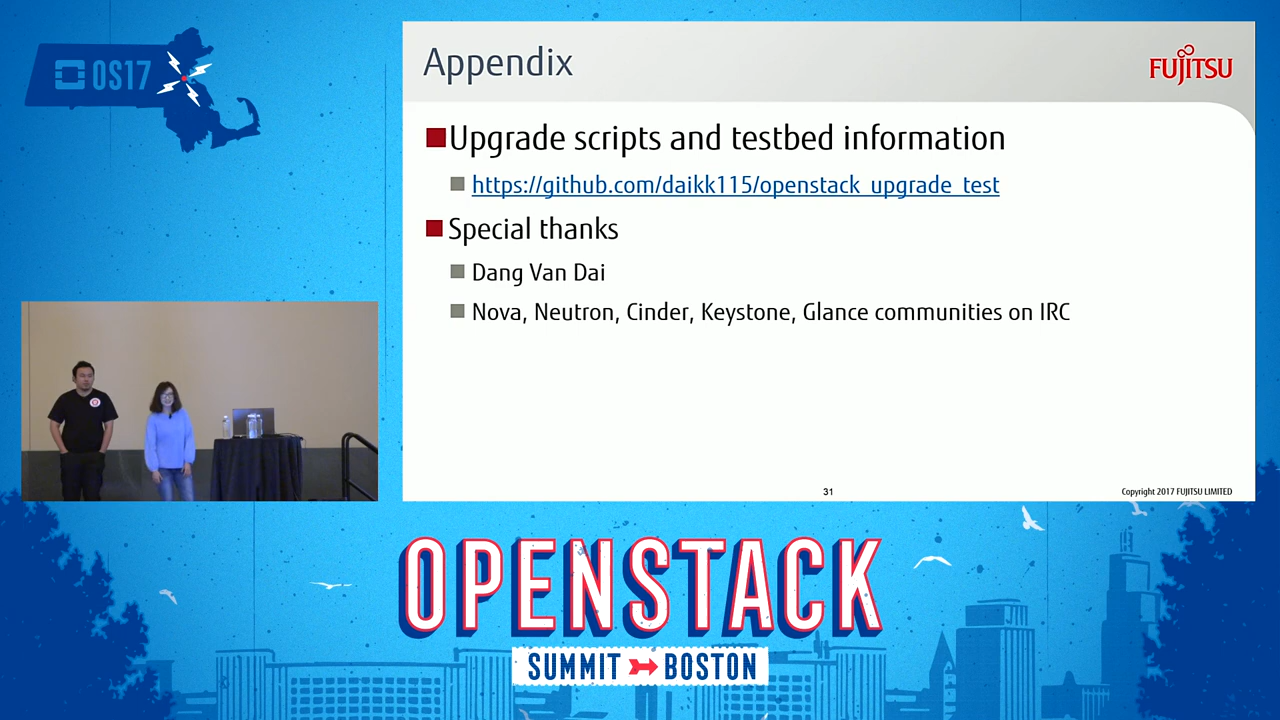 OS17
Appendix
FUJITSU
Upgrade scripts and testbed information
https://github.com/daikk115/openstack_upgrade_test
Special thanks
Dang Van Dai
Nova, Neutron, Cinder, Keystone, Glance communities on IRC
31
Copyright 2017 FUJITSU LIMITED
OPENSTACK
SUMMIT BOSTON